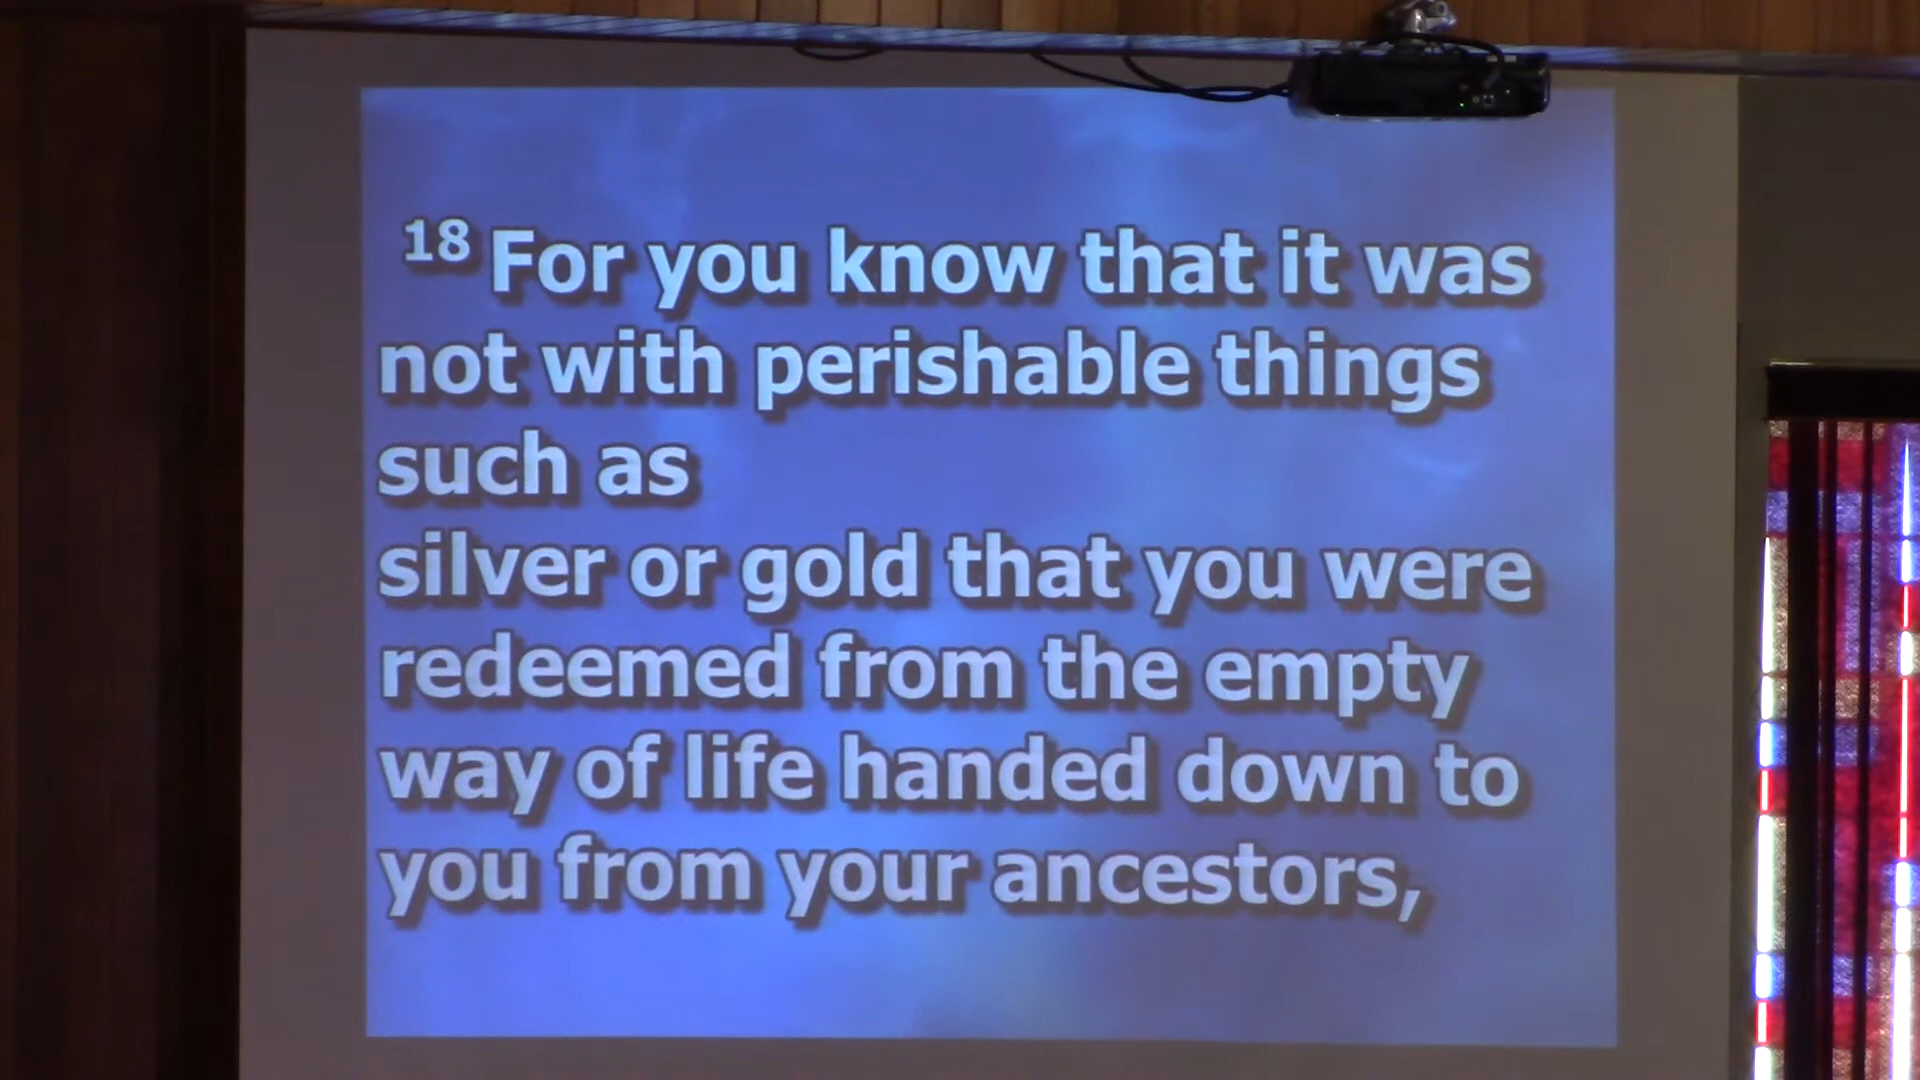 18 For you know that it was
not with perishable things
such as
silver or gold that you were
redeemed from the empty
way of life handed down to
you from your ancestors,